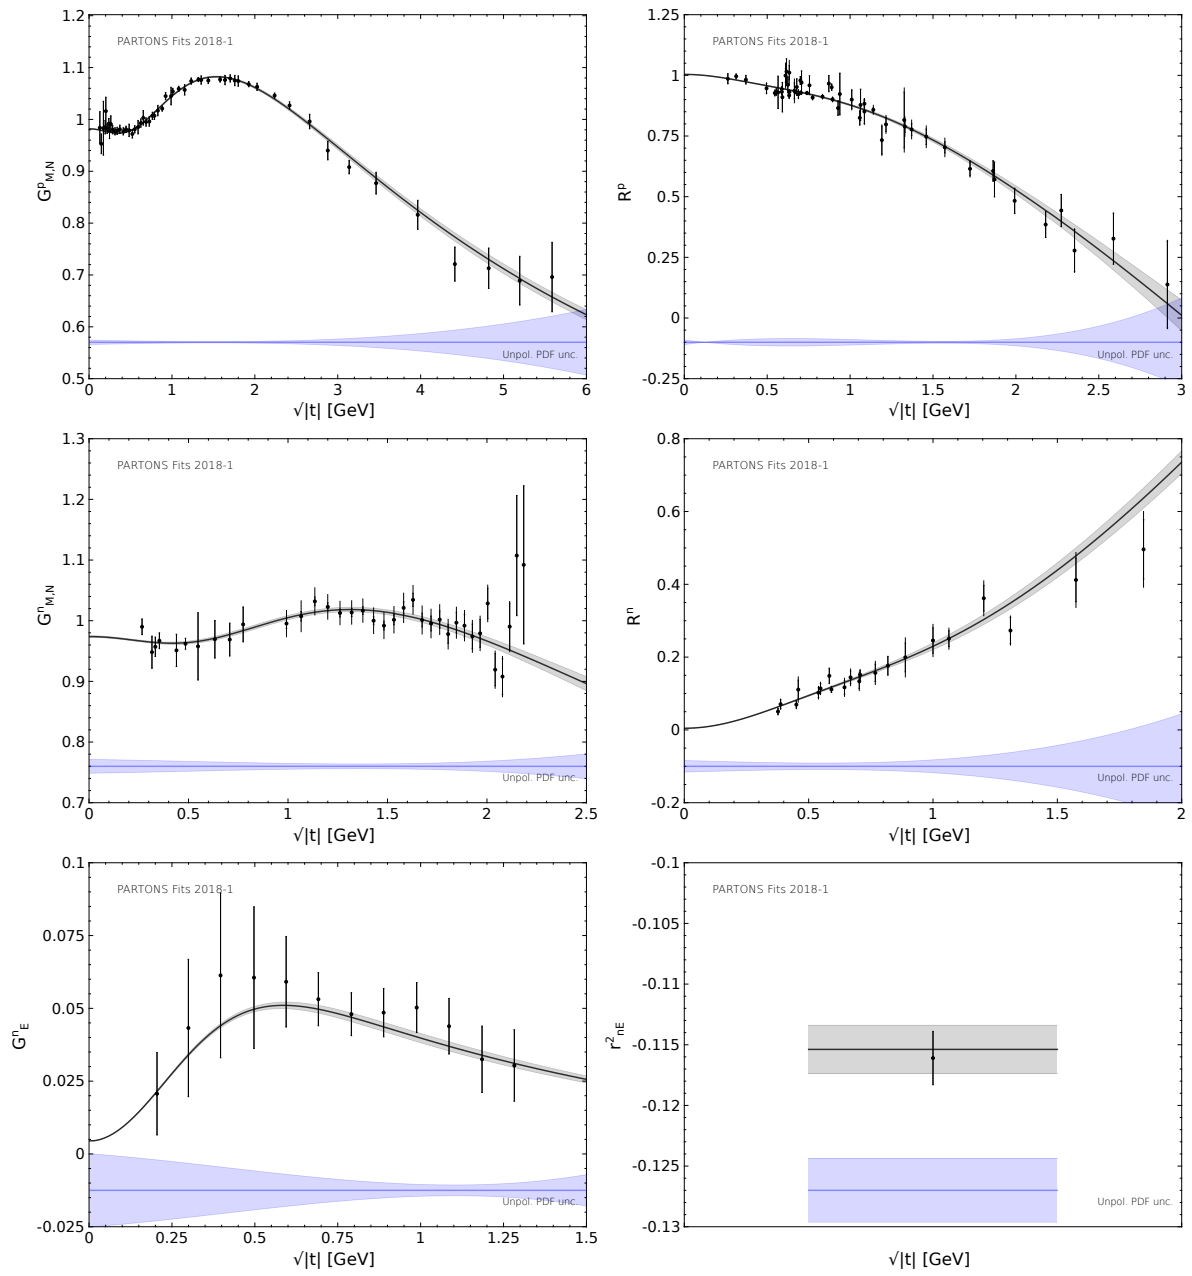 1.2
1.1
1
0.9
0.8
0.7
0.6
0.5
G^p_{M,N}
PARTONS Fits 2018-1
Unpol. PDF unc.
0 1 2 3 4 5 6
√|t| [GeV]
1.25
1
0.75
0.5
0.25
0
-0.25
R^p
PARTONS Fits 2018-1
Unpol. PDF unc.
0 0.5 1 1.5 2 2.5 3
√|t| [GeV]
1.3
1.2
1.1
1
0.9
0.8
0.7
G^n_{M,N}
PARTONS Fits 2018-1
Unpol. PDF unc.
0 0.5 1 1.5 2 2.5
√|t| [GeV]
0.8
0.6
0.4
0.2
0
-0.2
R^n
PARTONS Fits 2018-1
Unpol. PDF unc.
0 0.5 1 1.5 2
√|t| [GeV]
0.1
0.075
0.05
0.025
0
-0.025
G^n_E
PARTONS Fits 2018-1
Unpol. PDF unc.
0 0.25 0.5 0.75 1 1.25 1.5
√|t| [GeV]
-0.1
-0.105
-0.11
-0.115
-0.12
-0.125
-0.13
r^2_{nE}
PARTONS Fits 2018-1
Unpol. PDF unc.
√|t| [GeV]